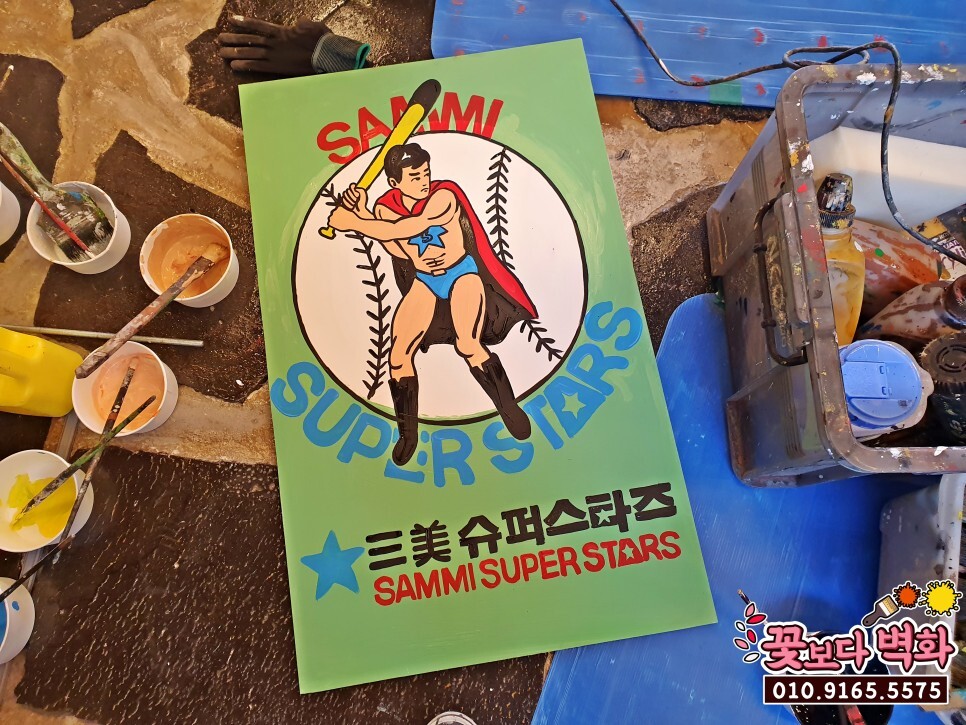 SAMMI
SUPER STARS
三美 슈퍼스타즈
SAMMI SUPER STARS
꽃보다 벽화
010.9165.5575